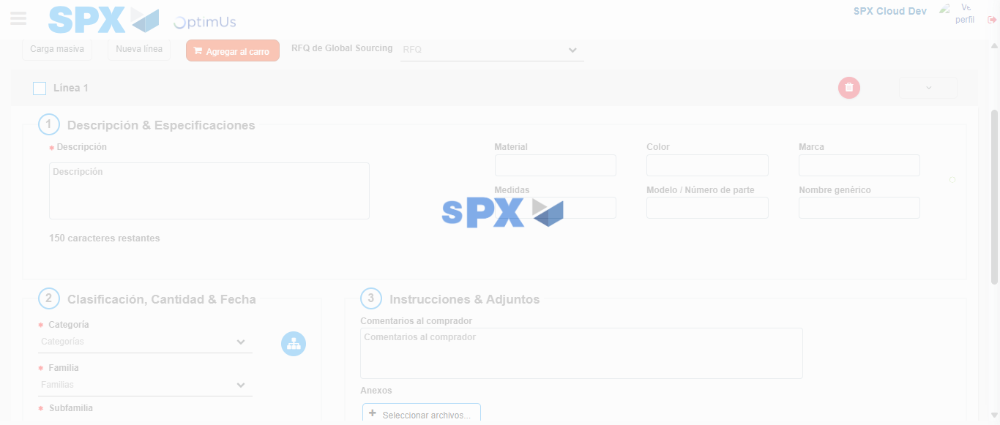 SPX
OptimUs
SPX Cloud Dev
Ve
perfil
Carga masiva
Nueva línea
Agregar al carro
RFQ de Global Sourcing
RFQ
Línea 1
1
Descripción & Especificaciones
* Descripción
Material
Color
Marca
Descripción
Medidas
Modelo / Número de parte
Nombre genérico
SPX
150 caracteres restantes
2
Clasificación, Cantidad & Fecha
3
Instrucciones & Adjuntos
* Categoría
Comentarios al comprador
Categorías
Comentarios al comprador
* Familia
Familias
Anexos
* Subfamilia
+ Seleccionar archivos...